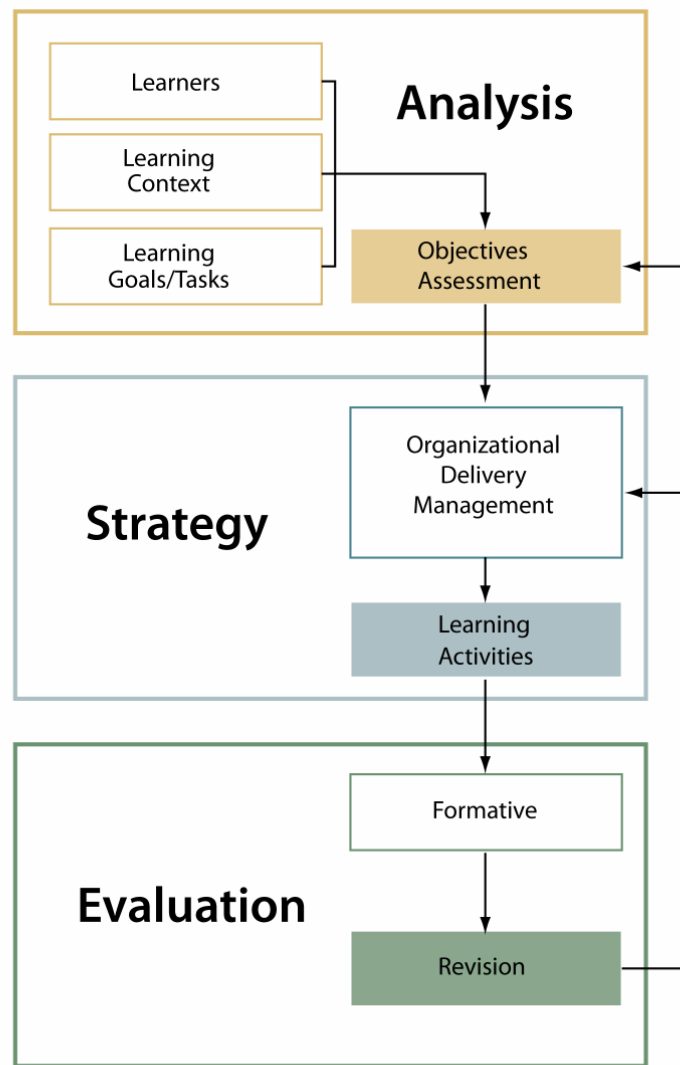 Learners
Analysis
Learning
Context
Learning
Goals/Tasks
Objectives
Assessment
Organizational
Delivery
Management
Strategy
Learning
Activities
Formative
Evaluation
Revision